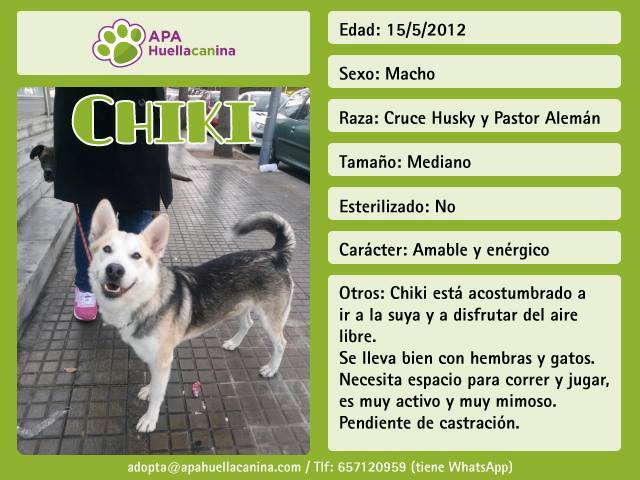 APA
Huellacanina
CHIKI
Edad: 15/5/2012
Sexo: Macho
Raza: Cruce Husky y Pastor Alemán
Tamaño: Mediano
Esterilizado: No
Carácter: Amable y enérgico
Otros: Chiki está acostumbrado a
ir a la suya y a disfrutar del aire
libre.
Se lleva bien con hembras y gatos.
Necesita espacio para correr y jugar,
es muy activo y muy mimoso.
Pendiente de castración.
adopta@apahuellacanina.com / Tlf: 657120959 (tiene WhatsApp)